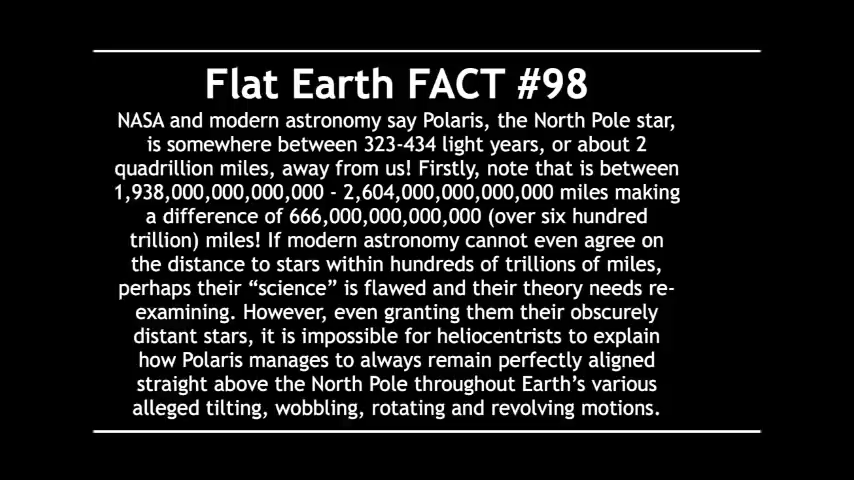 Flat Earth FACT #98
NASA and modern astronomy say Polaris, the North Pole star,
is somewhere between 323-434 light years, or about 2
quadrillion miles, away from us! Firstly, note that is between
1,938,000,000,000,000 - 2,604,000,000,000,000 miles making
a difference of 666,000,000,000,000 (over six hundred
trillion) miles! If modern astronomy cannot even agree on
the distance to stars within hundreds of trillions of miles,
perhaps their “science” is flawed and their theory needs re-
examining. However, even granting them their obscurely
distant stars, it is impossible for heliocentrists to explain
how Polaris manages to always remain perfectly aligned
straight above the North Pole throughout Earth’s various
alleged tilting, wobbling, rotating and revolving motions.